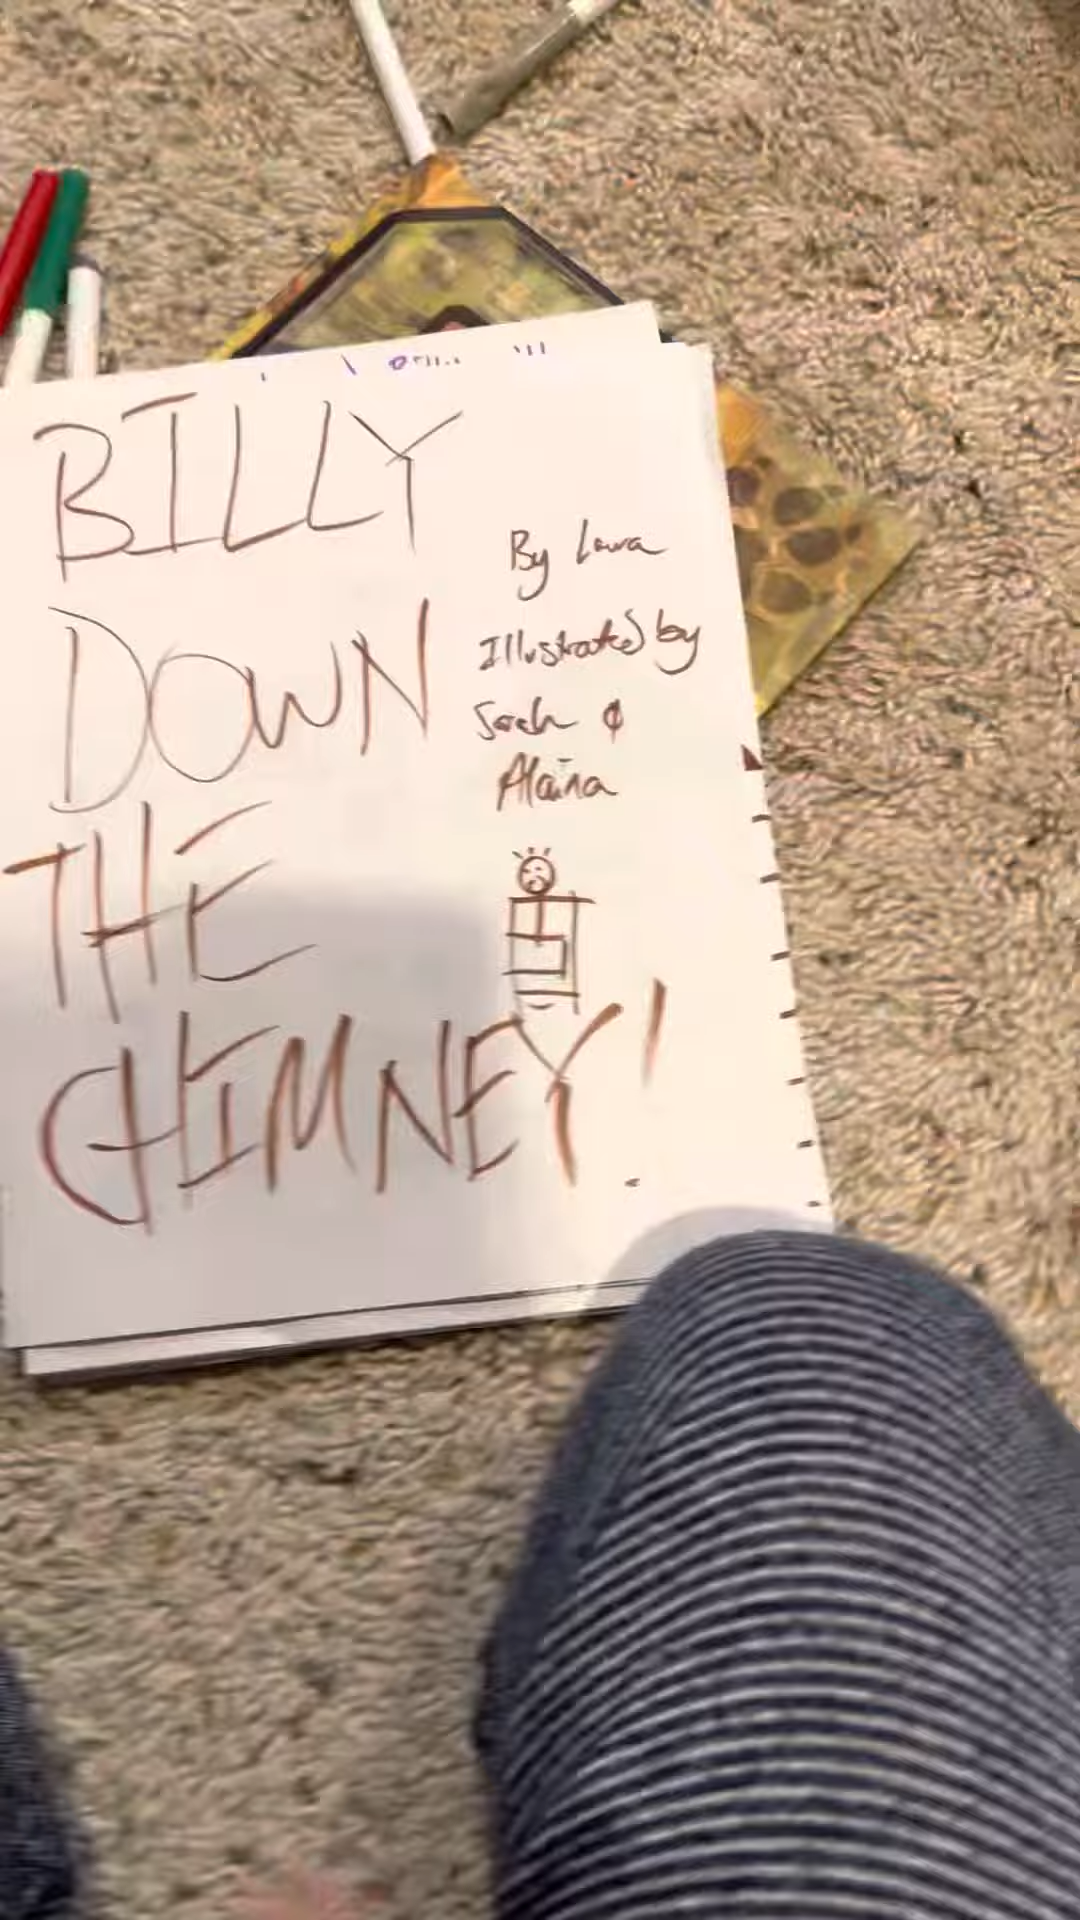 BILLY
DOWN
THE
CHIMNEY!
By Laura
Illustrated by
Sarah &
Alaina